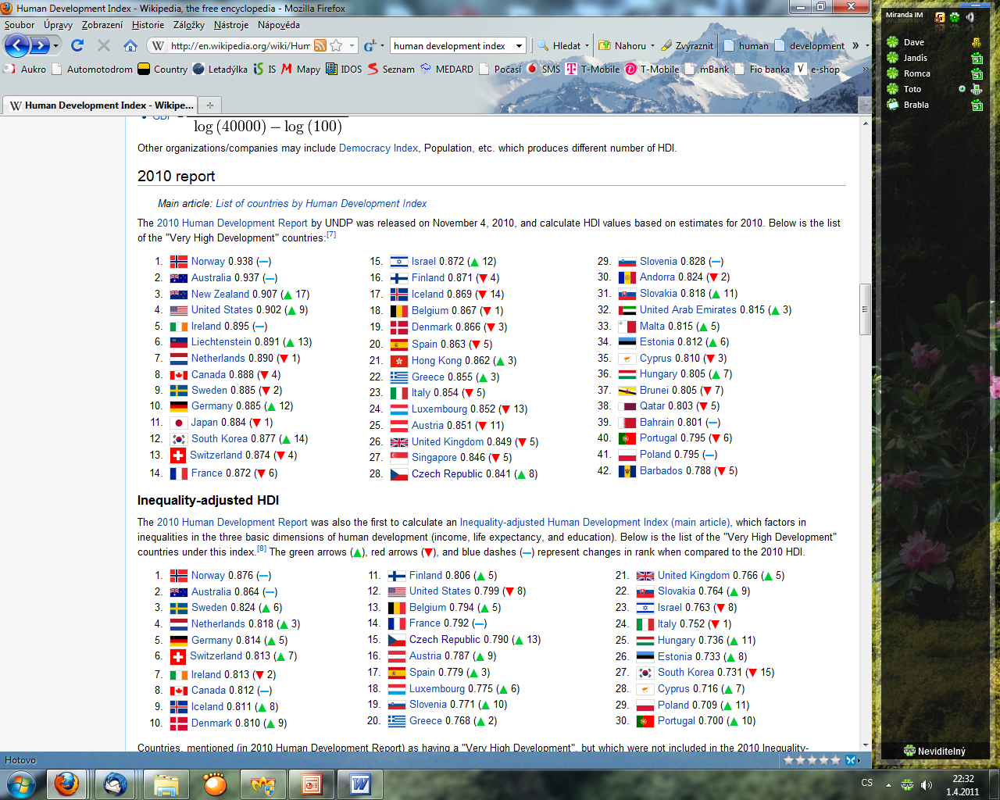 Human Development Index - Wikipedia, the free encyclopedia - Mozilla Firefox
Soubor Úpravy Zobrazení Historie Záložky Nástroje Nápověda
http://en.wikipedia.org/wiki/Hum human development index Hledat Nahoru Zvýraznit human development »
Aukro Automotodrom Country Letadýlka IS Mapy IDOS Seznam MEDARD Počasí SMS T-Mobile T-Mobile mBank Fio banka e-shop »
Human Development Index - Wikipe...
log (40000) − log (100)
Other organizations/companies may include Democracy Index, Population, etc. which produces different number of HDI.
2010 report
Main article: List of countries by Human Development Index
The 2010 Human Development Report by UNDP was released on November 4, 2010, and calculate HDI values based on estimates for 2010. Below is the list
of the "Very High Development" countries:[7]
1. Norway 0.938 (—)
2. Australia 0.937 (—)
3. New Zealand 0.907 (▲ 17)
4. United States 0.902 (▲ 9)
5. Ireland 0.895 (—)
6. Liechtenstein 0.891 (▲ 13)
7. Netherlands 0.890 (▼ 1)
8. Canada 0.888 (▼ 4)
9. Sweden 0.885 (▼ 2)
10. Germany 0.885 (▲ 12)
11. Japan 0.884 (▼ 1)
12. South Korea 0.877 (▲ 14)
13. Switzerland 0.874 (▼ 4)
14. France 0.872 (▼ 6)
15. Israel 0.872 (▲ 12)
16. Finland 0.871 (▼ 4)
17. Iceland 0.869 (▼ 14)
18. Belgium 0.867 (▼ 1)
19. Denmark 0.866 (▼ 3)
20. Spain 0.863 (▼ 5)
21. Hong Kong 0.862 (▲ 3)
22. Greece 0.855 (▲ 3)
23. Italy 0.854 (▼ 5)
24. Luxembourg 0.852 (▼ 13)
25. Austria 0.851 (▼ 11)
26. United Kingdom 0.849 (▼ 5)
27. Singapore 0.846 (▼ 5)
28. Czech Republic 0.841 (▲ 8)
29. Slovenia 0.828 (—)
30. Andorra 0.824 (▼ 2)
31. Slovakia 0.818 (▲ 11)
32. United Arab Emirates 0.815 (▲ 3)
33. Malta 0.815 (▲ 5)
34. Estonia 0.812 (▲ 6)
35. Cyprus 0.810 (▼ 3)
36. Hungary 0.805 (▲ 7)
37. Brunei 0.805 (▼ 7)
38. Qatar 0.803 (▼ 5)
39. Bahrain 0.801 (—)
40. Portugal 0.795 (▼ 6)
41. Poland 0.795 (—)
42. Barbados 0.788 (▼ 5)
Inequality-adjusted HDI
The 2010 Human Development Report was also the first to calculate an Inequality-adjusted Human Development Index (main article), which factors in
inequalities in the three basic dimensions of human development (income, life expectancy, and education). Below is the list of the "Very High Development"
countries under this index.[8] The green arrows (▲), red arrows (▼), and blue dashes (—) represent changes in rank when compared to the 2010 HDI.
1. Norway 0.876 (—)
2. Australia 0.864 (—)
3. Sweden 0.824 (▲ 6)
4. Netherlands 0.818 (▲ 3)
5. Germany 0.814 (▲ 5)
6. Switzerland 0.813 (▲ 7)
7. Ireland 0.813 (▼ 2)
8. Canada 0.812 (—)
9. Iceland 0.811 (▲ 8)
10. Denmark 0.810 (▲ 9)
11. Finland 0.806 (▲ 5)
12. United States 0.799 (▼ 8)
13. Belgium 0.794 (▲ 5)
14. France 0.792 (—)
15. Czech Republic 0.790 (▲ 13)
16. Austria 0.787 (▲ 9)
17. Spain 0.779 (▲ 3)
18. Luxembourg 0.775 (▲ 6)
19. Slovenia 0.771 (▲ 10)
20. Greece 0.768 (▲ 2)
21. United Kingdom 0.766 (▲ 5)
22. Slovakia 0.764 (▲ 9)
23. Israel 0.763 (▼ 8)
24. Italy 0.752 (▼ 1)
25. Hungary 0.736 (▲ 11)
26. Estonia 0.733 (▲ 8)
27. South Korea 0.731 (▼ 15)
28. Cyprus 0.716 (▲ 7)
29. Poland 0.709 (▲ 11)
30. Portugal 0.700 (▲ 10)
Countries, mentioned (in 2010 Human Development Report) as having a "Very High Development", but which were not included in the 2010 Inequality-
Hotovo
Miranda IM
Dave
Jandis
Romca
Toto
Brabla
Neviditelný
CS 22:32
1.4.2011